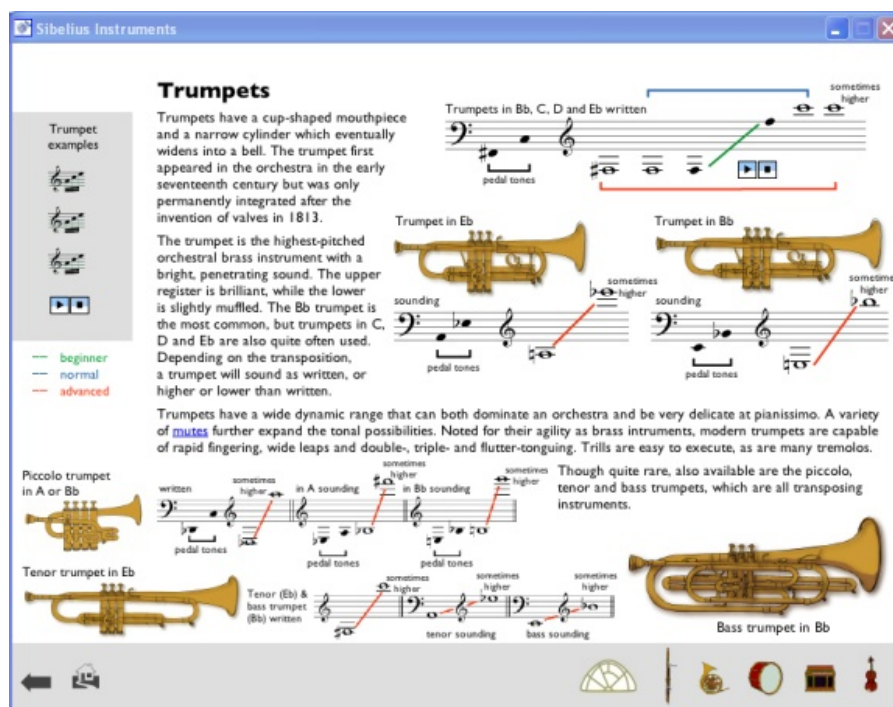 Sibelius Instruments
Trumpets
Trumpets have a cup-shaped mouthpiece
and a narrow cylinder which eventually
widens into a bell. The trumpet first
appeared in the orchestra in the early
seventeenth century but was only
permanently integrated after the
invention of valves in 1813.
The trumpet is the highest-pitched
orchestral brass instrument with a
bright, penetrating sound. The upper
register is brilliant, while the lower
is slightly muffled. The Bb trumpet is
the most common, but trumpets in C,
D and Eb are also quite often used.
Depending on the transposition,
a trumpet will sound as written, or
higher or lower than written.
Trumpet
examples
beginner
normal
advanced
Trumpets in Bb, C, D and Eb written
sometimes
higher
pedal tones
Trumpet in Eb
sounding
sometimes
higher
pedal tones
Trumpet in Bb
sounding
sometimes
higher
pedal tones
Trumpets have a wide dynamic range that can both dominate an orchestra and be very delicate at pianissimo. A variety
of mutes further expand the tonal possibilities. Noted for their agility as brass intruments, modern trumpets are capable
of rapid fingering, wide leaps and double-, triple- and flutter-tonguing. Trills are easy to execute, as are many tremolos.
Piccolo trumpet
in A or Bb
written
sometimes
higher
pedal tones
in A sounding
sometimes
higher
pedal tones
in Bb sounding
sometimes
higher
pedal tones
Though quite rare, also available are the piccolo,
tenor and bass trumpets, which are all transposing
instruments.
Tenor trumpet in Eb
Tenor (Eb) &
bass trumpet
(Bb) written
sometimes
higher
sometimes
higher
tenor sounding
sometimes
higher
bass sounding
Bass trumpet in Bb